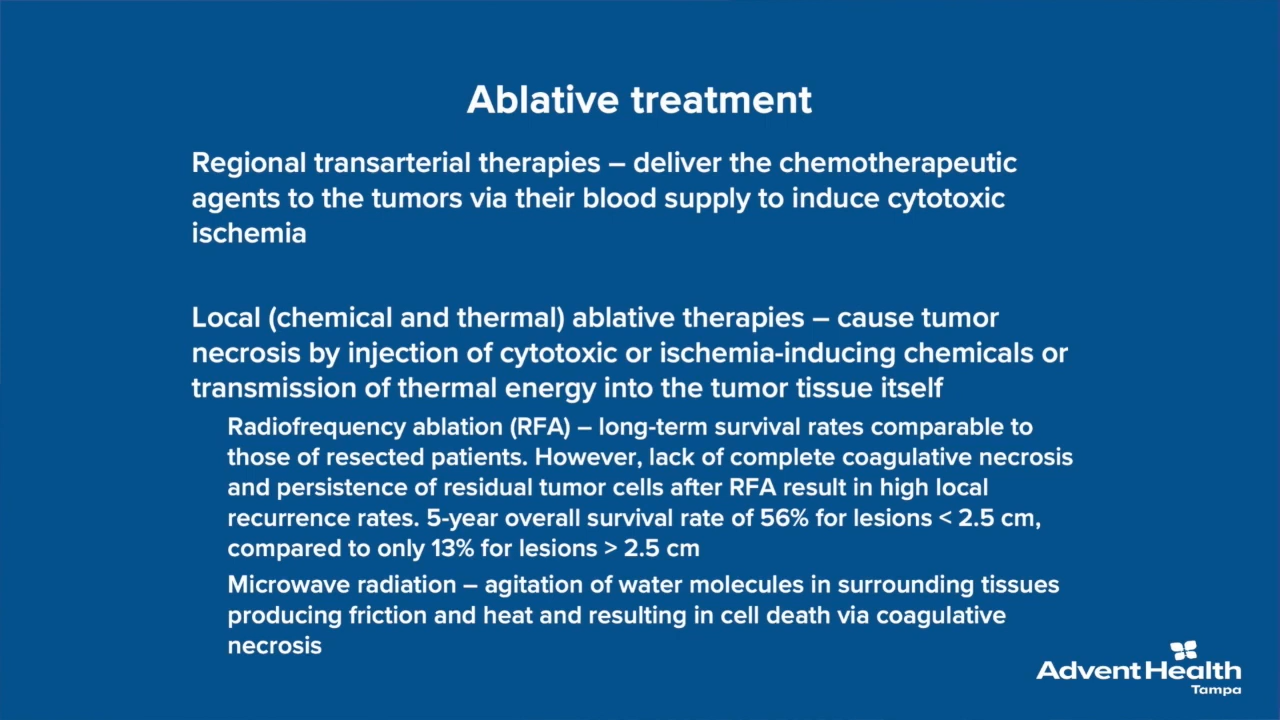 Ablative treatment
Regional transarterial therapies – deliver the chemotherapeutic
agents to the tumors via their blood supply to induce cytotoxic
ischemia
Local (chemical and thermal) ablative therapies – cause tumor
necrosis by injection of cytotoxic or ischemia-inducing chemicals or
transmission of thermal energy into the tumor tissue itself
Radiofrequency ablation (RFA) – long-term survival rates comparable to
those of resected patients. However, lack of complete coagulative necrosis
and persistence of residual tumor cells after RFA result in high local
recurrence rates. 5-year overall survival rate of 56% for lesions < 2.5 cm,
compared to only 13% for lesions > 2.5 cm
Microwave radiation – agitation of water molecules in surrounding tissues
producing friction and heat and resulting in cell death via coagulative
necrosis
AdventHealth
Tampa